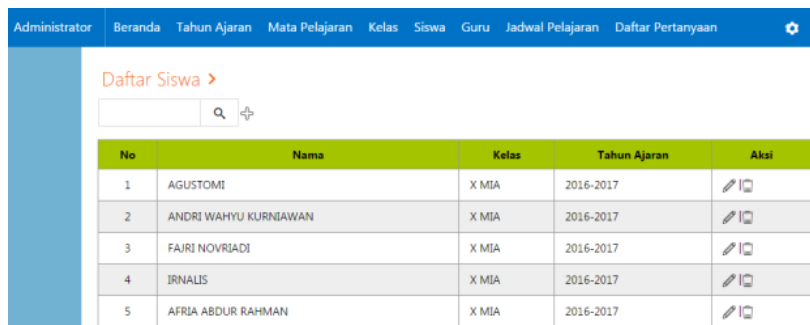 Administrator Beranda Tahun Ajaran Mata Pelajaran Kelas Siswa Guru Jadwal Pelajaran Daftar Pertanyaan
Daftar Siswa >
No Nama Kelas Tahun Ajaran Aksi
1 AGUSTOMI X MIA 2016-2017
2 ANDRI WAHYU KURNIAWAN X MIA 2016-2017
3 FAJRI NOVRIADI X MIA 2016-2017
4 IRNALIS X MIA 2016-2017
5 AFRIA ABDUR RAHMAN X MIA 2016-2017